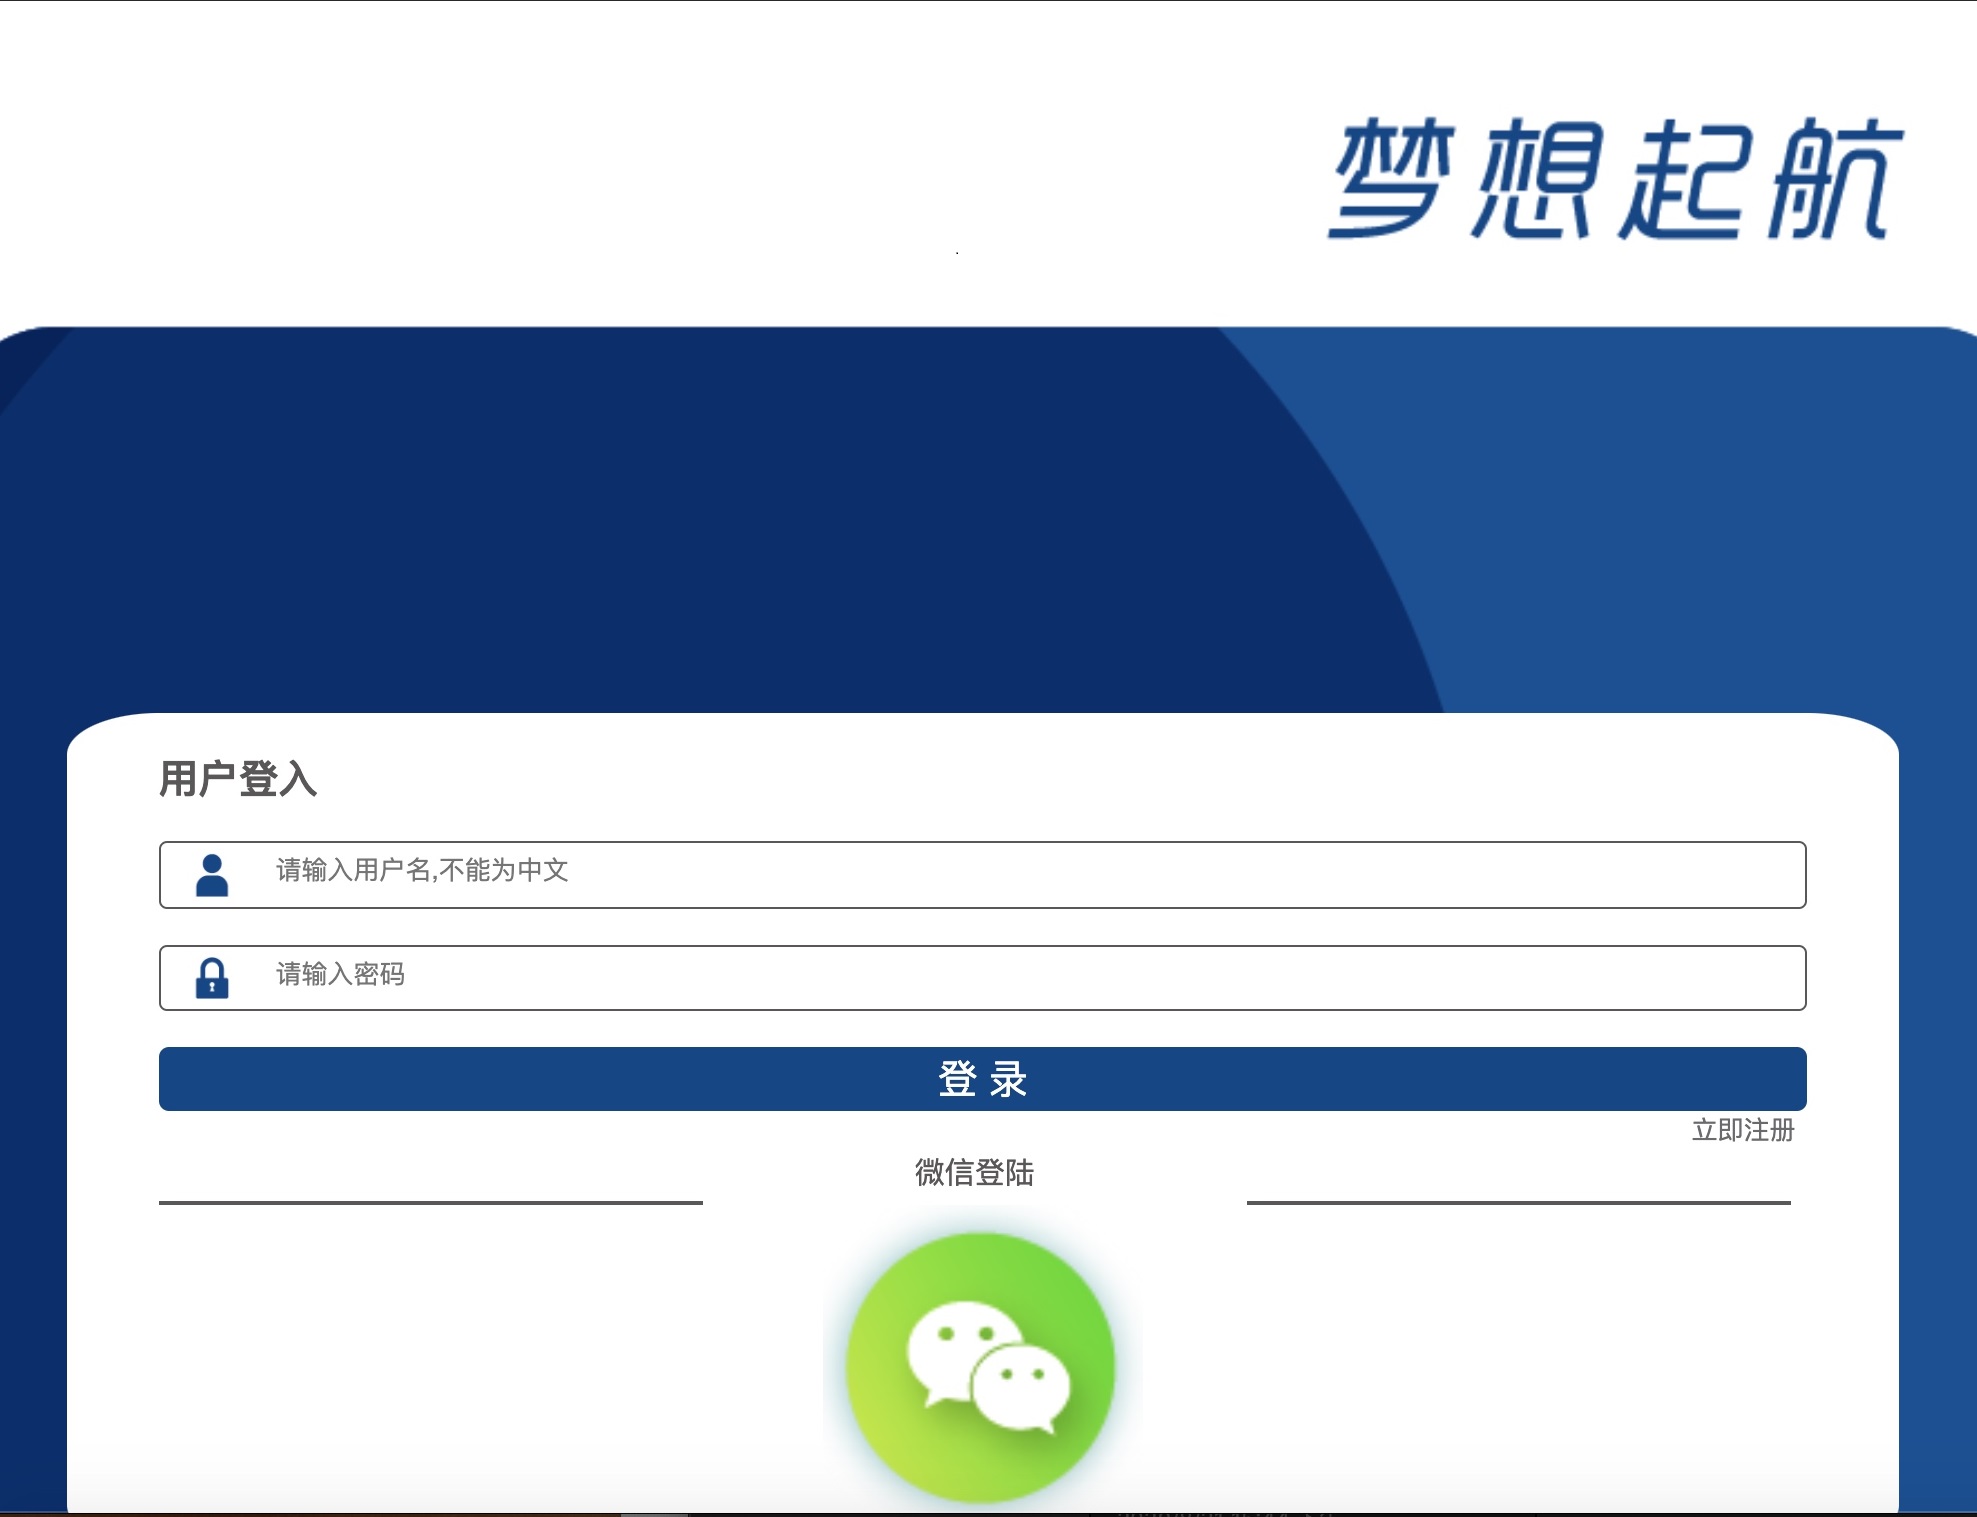 梦想起航
用户登入
请输入用户名,不能为中文
请输入密码
登 录
立即注册
微信登陆